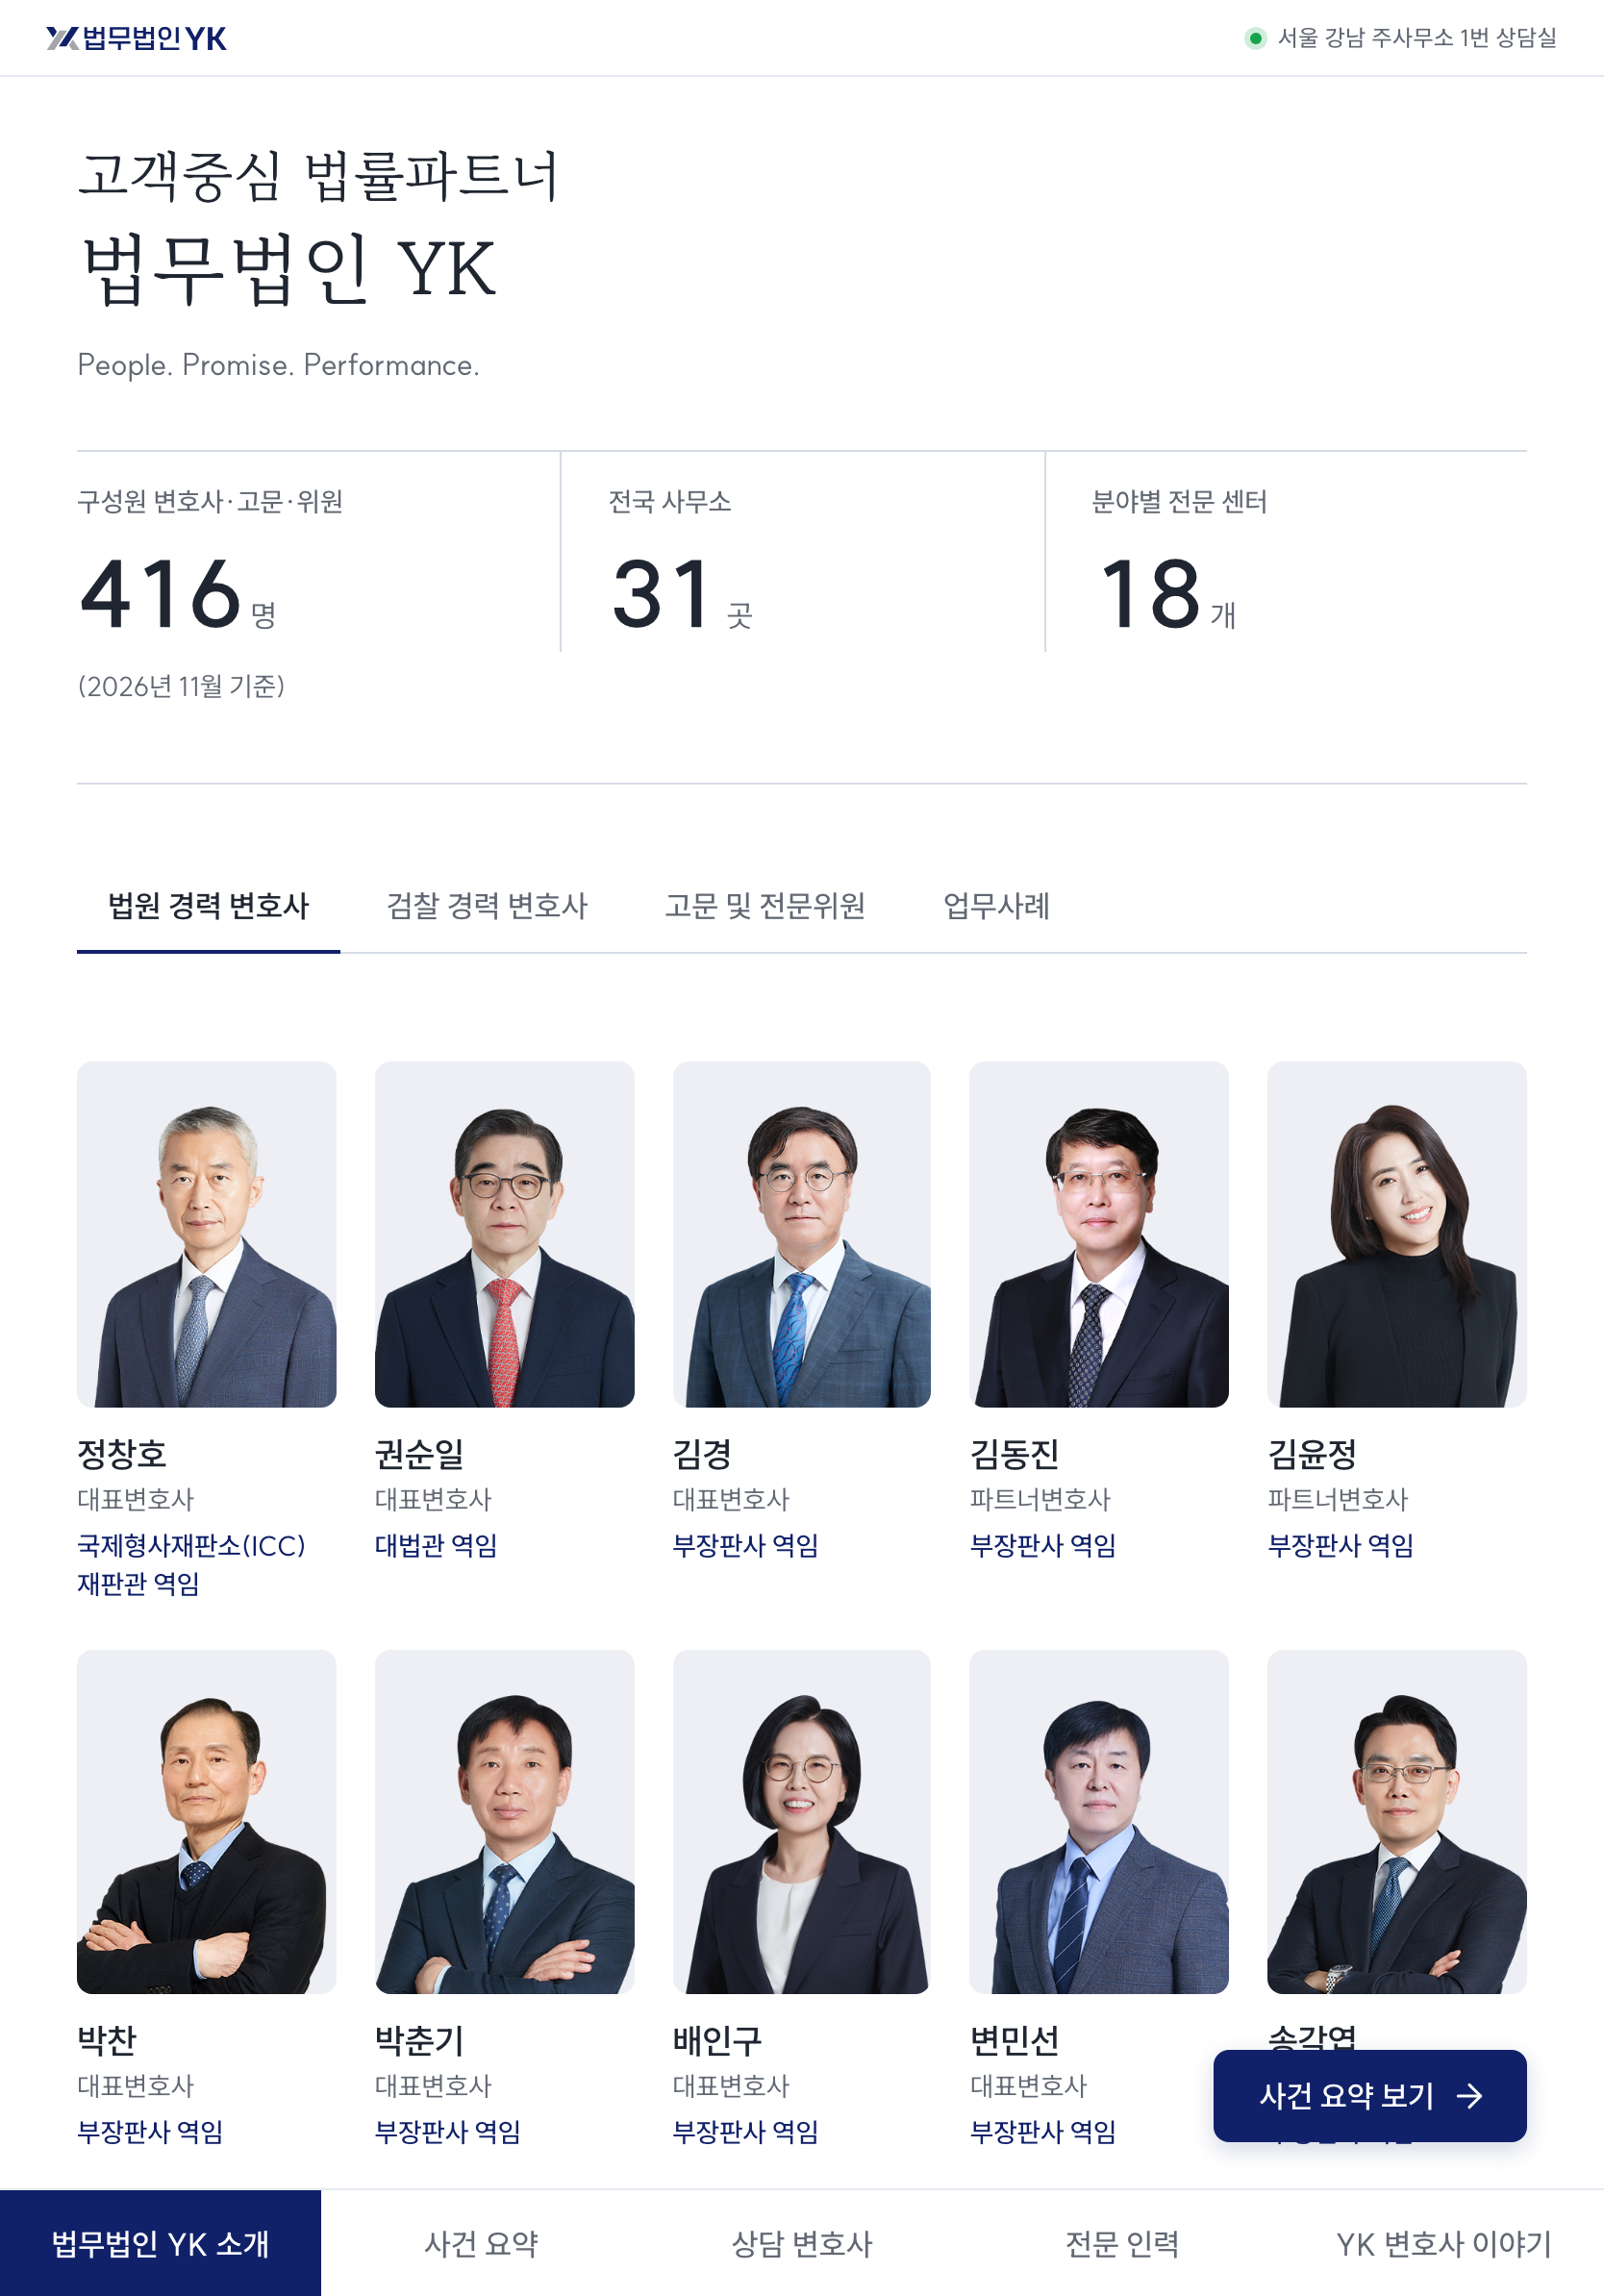 법무법인 YK
서울 강남 주사무소 1번 상담실
고객중심 법률파트너
법무법인 YK
People. Promise. Performance.
구성원 변호사·고문·위원
416 명
(2026년 11월 기준)
전국 사무소
31 곳
분야별 전문 센터
18 개
법원 경력 변호사
검찰 경력 변호사
고문 및 전문위원
업무사례
정창호
대표변호사
국제형사재판소(ICC)
재판관 역임
권순일
대표변호사
대법관 역임
김경
대표변호사
부장판사 역임
김동진
파트너변호사
부장판사 역임
김윤정
파트너변호사
부장판사 역임
박찬
대표변호사
부장판사 역임
박춘기
대표변호사
부장판사 역임
배인구
대표변호사
부장판사 역임
변민선
대표변호사
부장판사 역임
송각엽
사건 요약 보기
법무법인 YK 소개
사건 요약
상담 변호사
전문 인력
YK 변호사 이야기